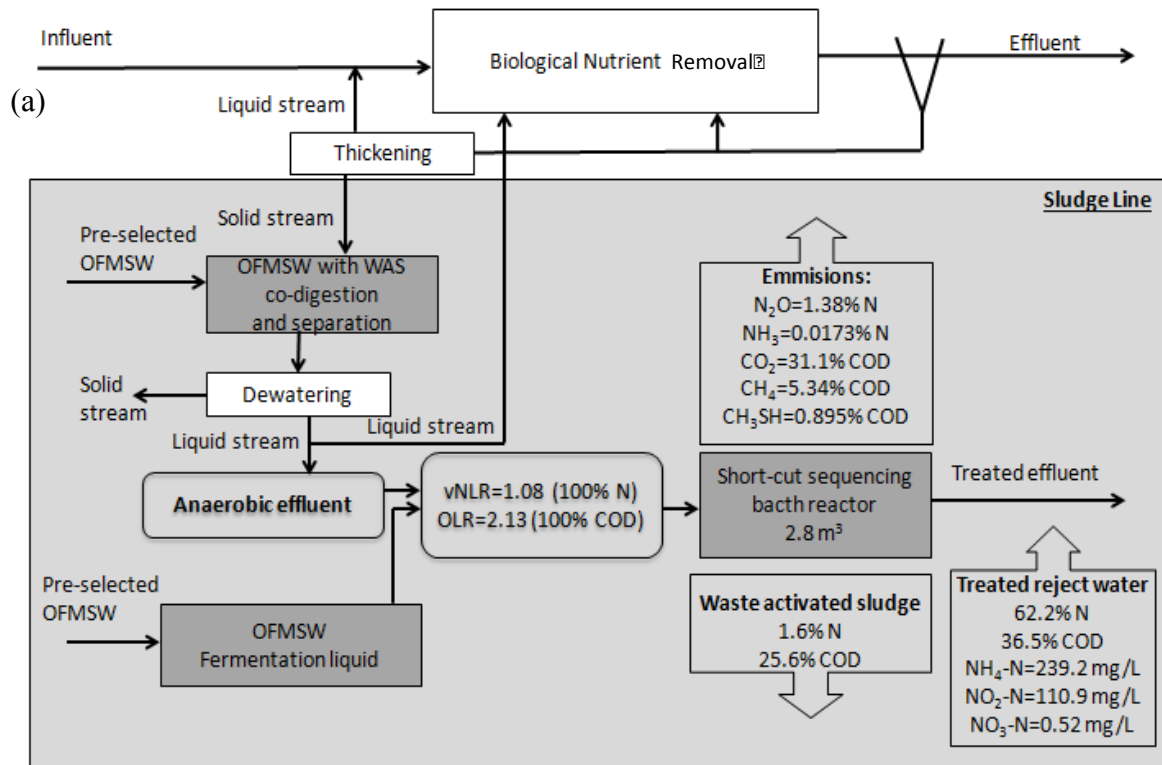 Influent
Biological Nutrient Removal⍰
Effluent
(a)
Liquid stream
Thickening
Sludge Line
Solid stream
Pre-selected
OFMSW
OFMSW with WAS
co-digestion
and separation
Emmisions:
N₂O=1.38% N
NH₃=0.0173% N
CO₂=31.1% COD
CH₄=5.34% COD
CH₃SH=0.895% COD
Solid
stream
Dewatering
Liquid stream
Liquid stream
Anaerobic effluent
vNLR=1.08 (100% N)
OLR=2.13 (100% COD)
Short-cut sequencing
bacth reactor
2.8 m³
Treated effluent
Pre-selected
OFMSW
OFMSW
Fermentation liquid
Waste activated sludge
1.6% N
25.6% COD
Treated reject water
62.2% N
36.5% COD
NH₄-N=239.2 mg/L
NO₂-N=110.9 mg/L
NO₃-N=0.52 mg/L